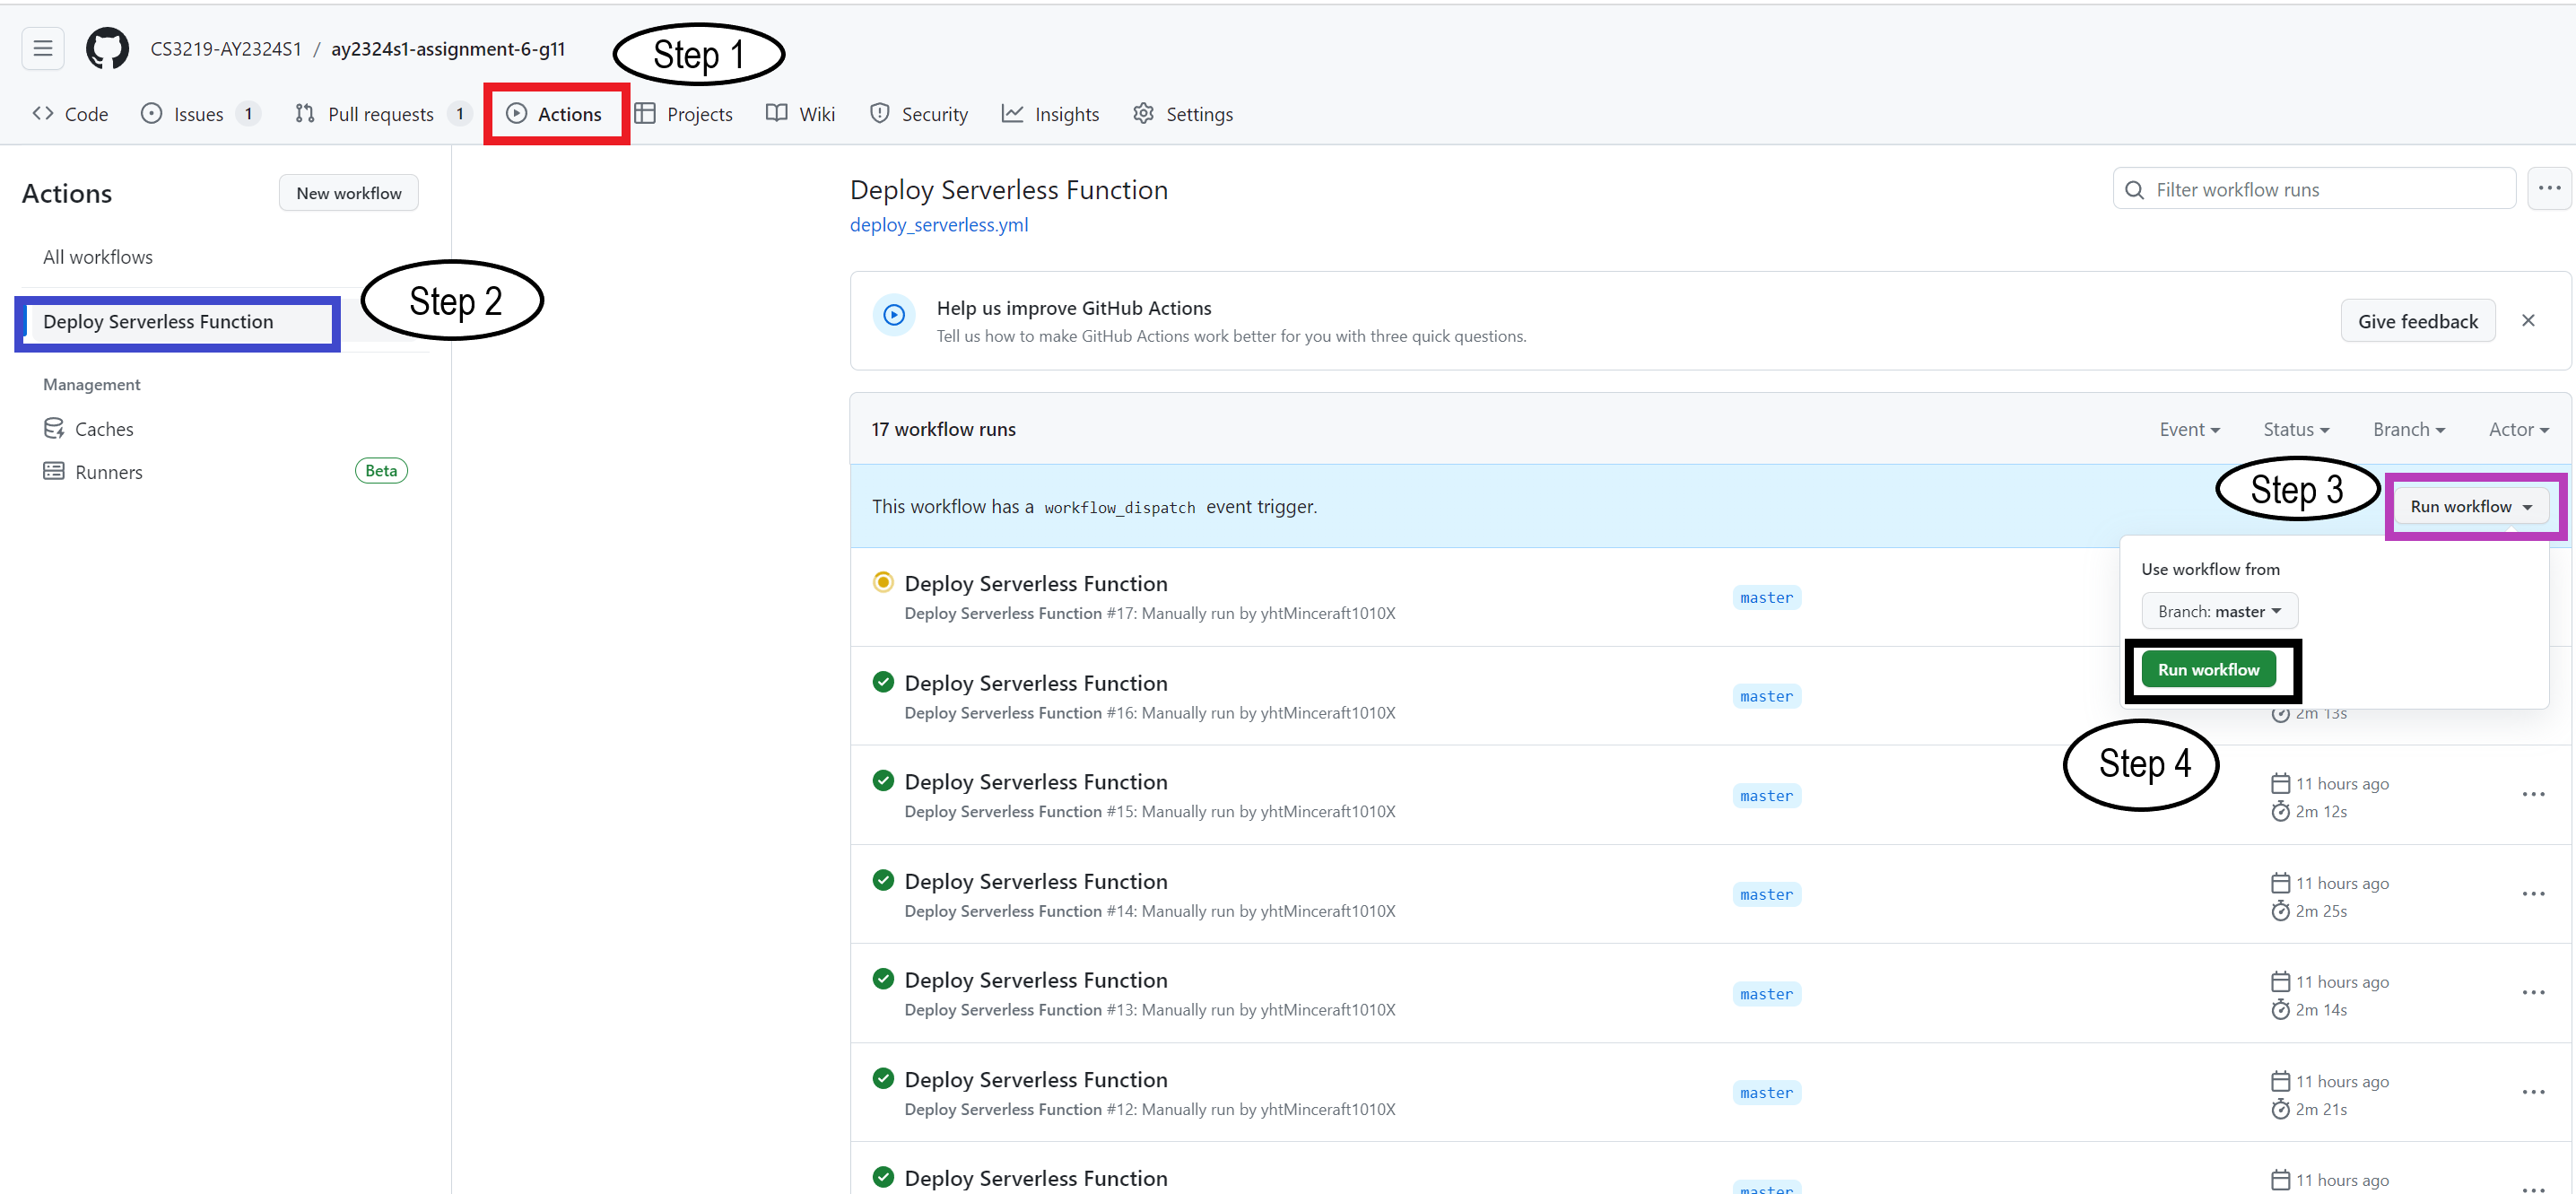 CS3219-AY2324S1 / ay2324s1-assignment-6-g11
Step 1
Code Issues 1 Pull requests 1 Actions Projects Wiki Security Insights Settings
Actions
New workflow
All workflows
Deploy Serverless Function
Step 2
Management
Caches
Runners Beta
Deploy Serverless Function
deploy_serverless.yml
Filter workflow runs
Help us improve GitHub Actions
Tell us how to make GitHub Actions work better for you with three quick questions.
Give feedback
17 workflow runs
Event Status Branch Actor
This workflow has a workflow_dispatch event trigger.
Step 3
Run workflow
Use workflow from
Branch: master
Run workflow
Step 4
Deploy Serverless Function
Deploy Serverless Function #17: Manually run by yhtMinceraft1010X
master
Deploy Serverless Function
Deploy Serverless Function #16: Manually run by yhtMinceraft1010X
master
2m 13s
Deploy Serverless Function
Deploy Serverless Function #15: Manually run by yhtMinceraft1010X
master
11 hours ago
2m 12s
Deploy Serverless Function
Deploy Serverless Function #14: Manually run by yhtMinceraft1010X
master
11 hours ago
2m 25s
Deploy Serverless Function
Deploy Serverless Function #13: Manually run by yhtMinceraft1010X
master
11 hours ago
2m 14s
Deploy Serverless Function
Deploy Serverless Function #12: Manually run by yhtMinceraft1010X
master
11 hours ago
2m 21s
Deploy Serverless Function
master
11 hours ago